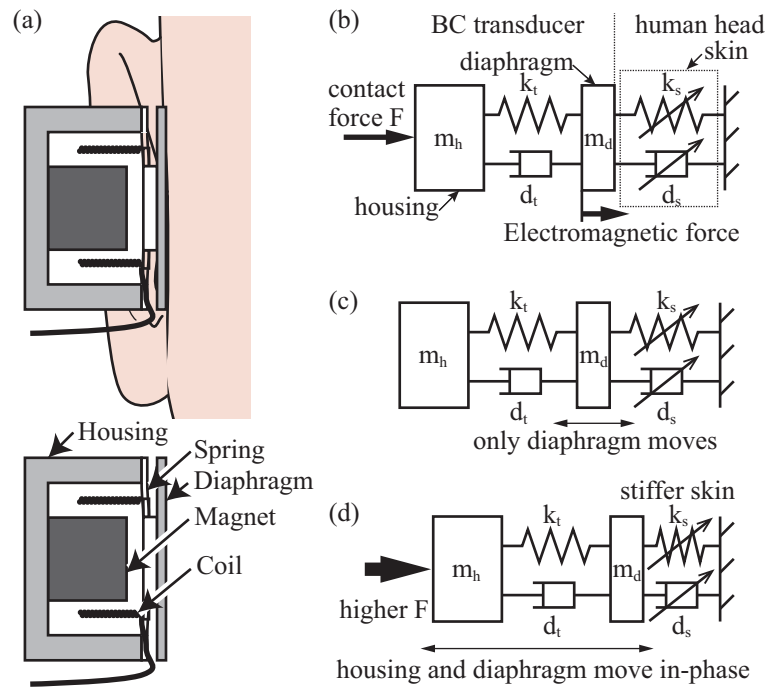 (a)
Housing
Spring
Diaphragm
Magnet
Coil
(b)
BC transducer
human head
diaphragm
skin
contact
force F
k_t
k_s
m_h
m_d
d_t
d_s
housing
Electromagnetic force
(c)
k_t
k_s
m_h
m_d
d_t
d_s
only diaphragm moves
(d)
stiffer skin
k_t
k_s
m_h
m_d
higher F
d_t
d_s
housing and diaphragm move in-phase